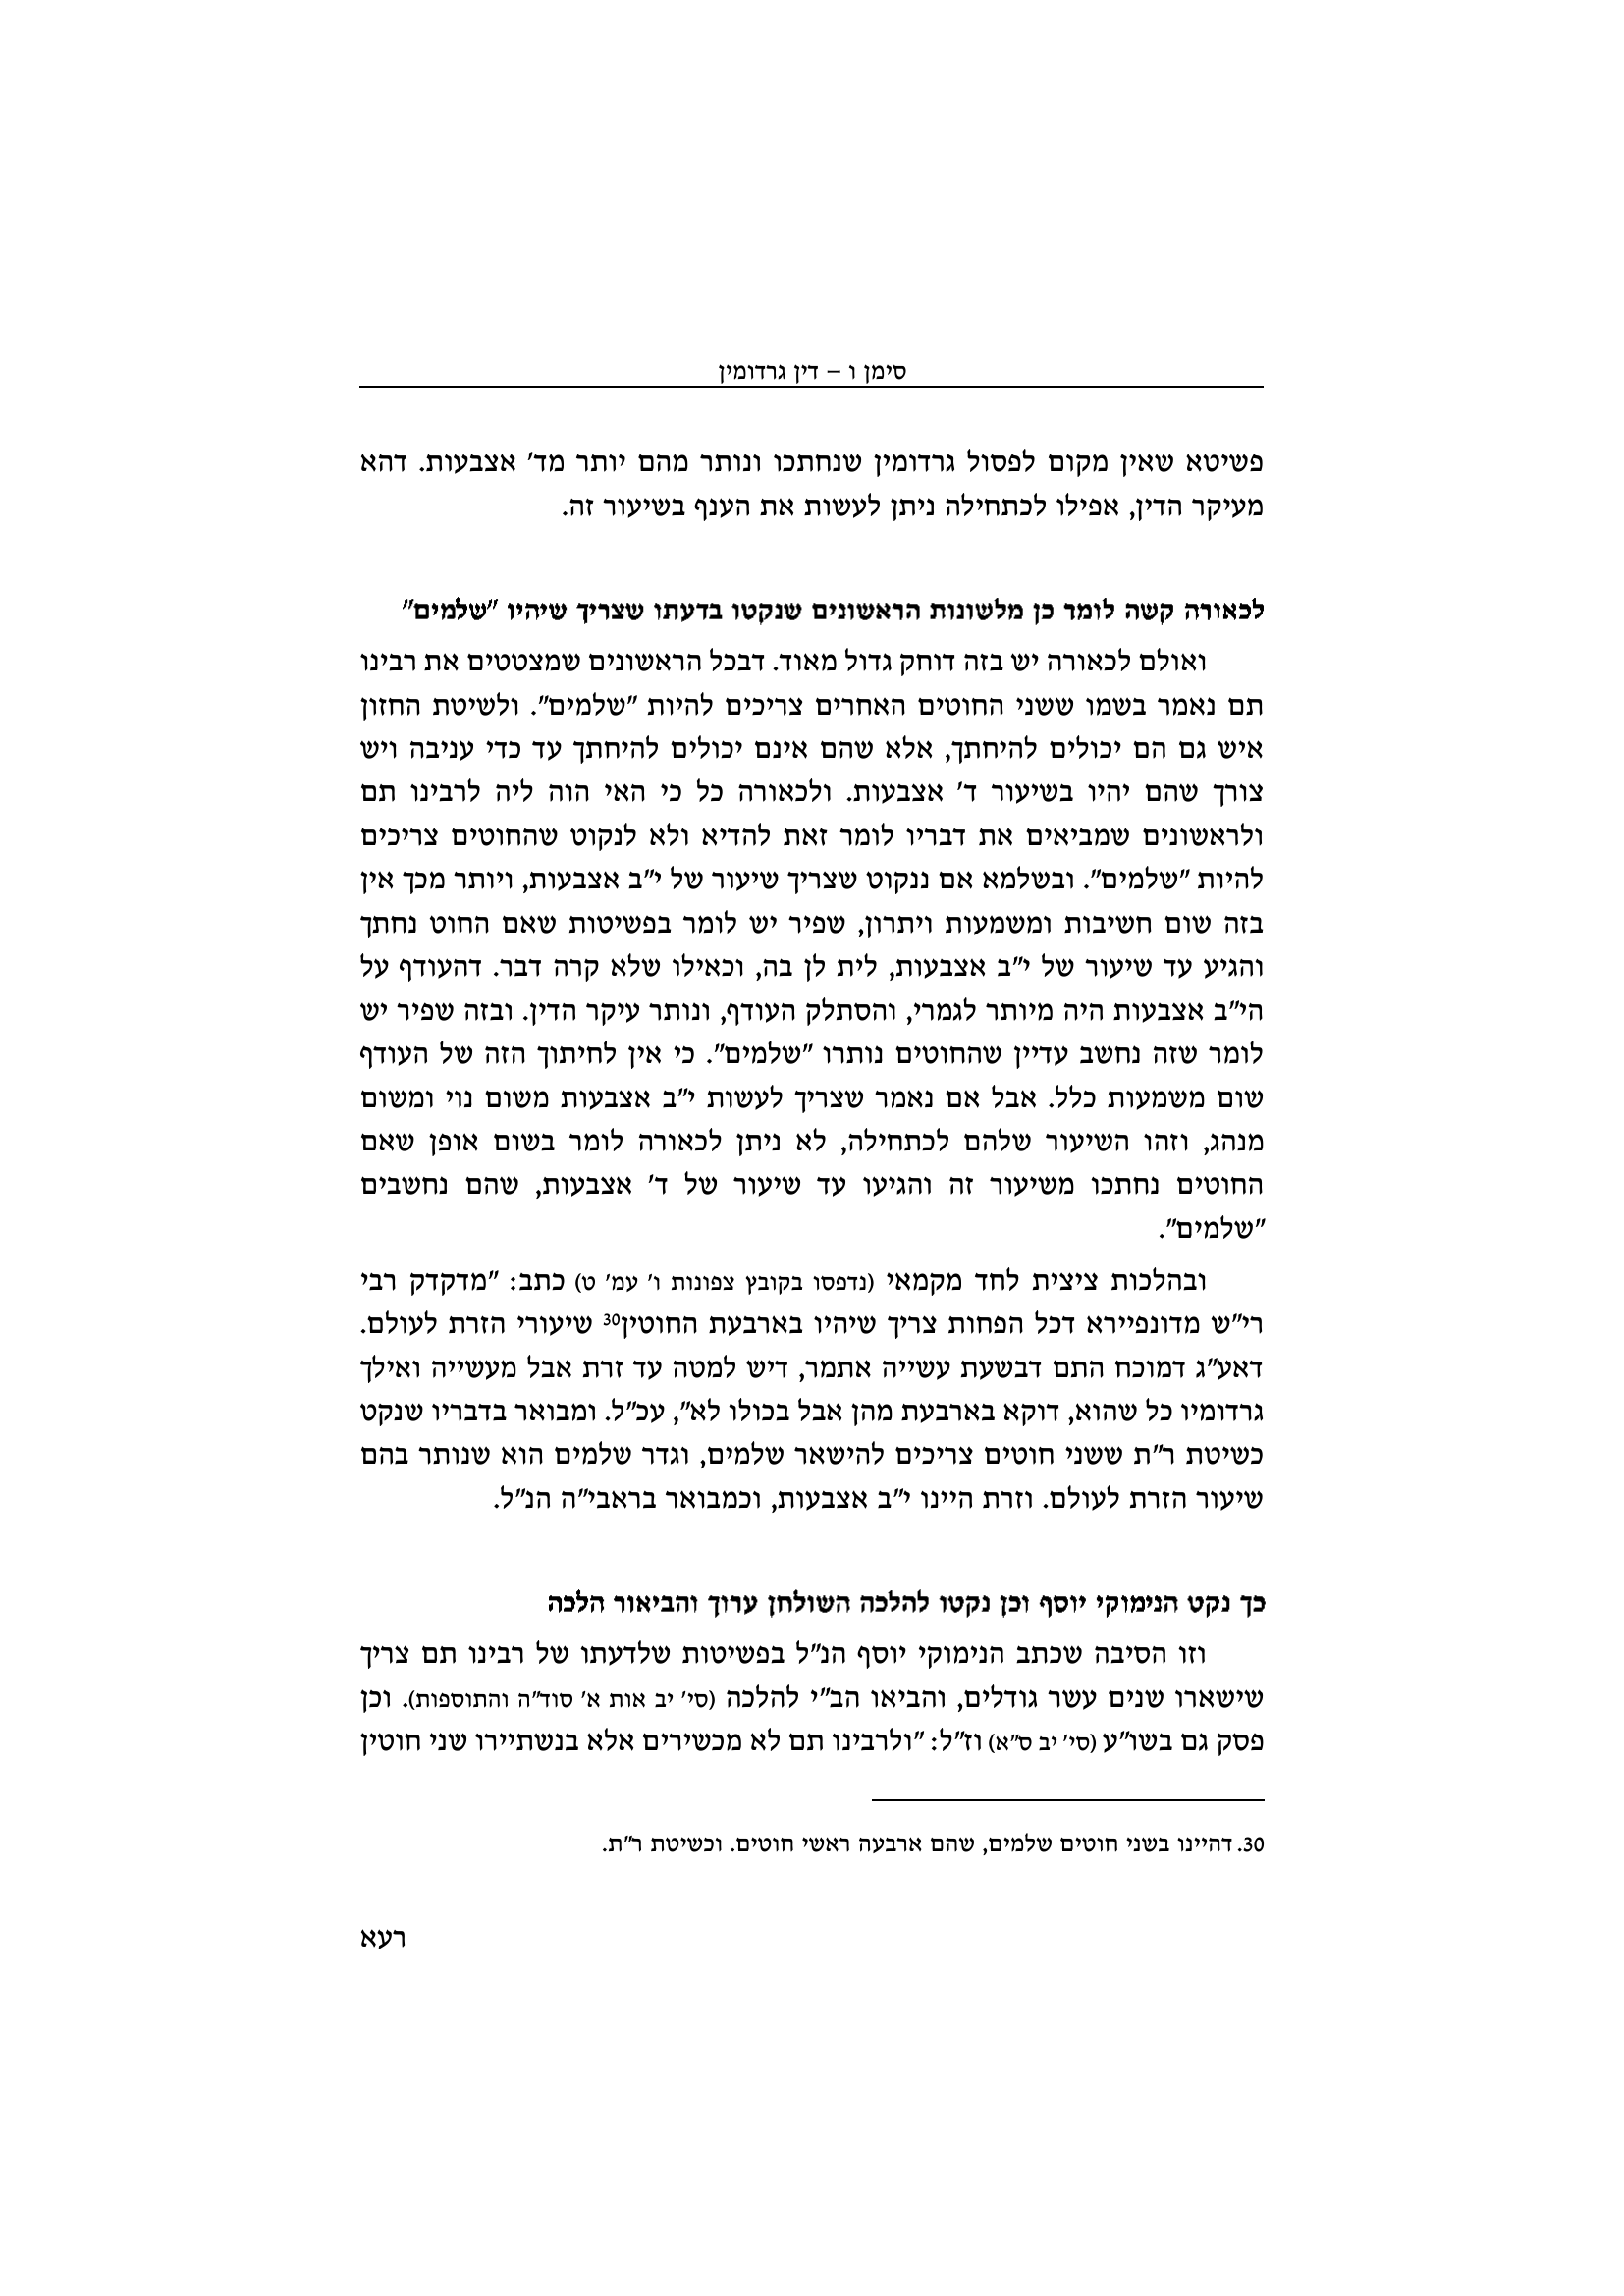 סימן ו – דין גרדומין
פשיטא שאין מקום לפסול גרדומין שנחתכו ונותר מהם יותר מד' אצבעות. דהא
מעיקר הדין, אפילו לכתחילה ניתן לעשות את הענף בשיעור זה.
לכאורה קשה לומר כן מלשונות הראשונים שנקטו בדעתו שצריך שיהיו "שלמים"
ואולם לכאורה יש בזה דוחק גדול מאוד. דבכל הראשונים שמצטטים את רבינו
תם נאמר בשמו ששני החוטים האחרים צריכים להיות "שלמים". ולשיטת החזון
איש גם הם יכולים להיחתך, אלא שהם אינם יכולים להיחתך עד כדי עניבה ויש
צורך שהם יהיו בשיעור ד' אצבעות. ולכאורה כל כי האי הוה ליה לרבינו תם
ולראשונים שמביאים את דבריו לומר זאת להדיא ולא לנקוט שהחוטים צריכים
להיות "שלמים". ובשלמא אם ננקוט שצריך שיעור של י"ב אצבעות, ויותר מכך אין
בזה שום חשיבות ומשמעות ויתרון, שפיר יש לומר בפשיטות שאם החוט נחתך
והגיע עד שיעור של י"ב אצבעות, לית לן בה, וכאילו שלא קרה דבר. דהעודף על
הי"ב אצבעות היה מיותר לגמרי, והסתלק העודף, ונותר עיקר הדין. ובזה שפיר יש
לומר שזה נחשב עדיין שהחוטים נותרו "שלמים". כי אין לחיתוך הזה של העודף
שום משמעות כלל. אבל אם נאמר שצריך לעשות י"ב אצבעות משום נוי ומשום
מנהג, וזהו השיעור שלהם לכתחילה, לא ניתן לכאורה לומר בשום אופן שאם
החוטים נחתכו משיעור זה והגיעו עד שיעור של ד' אצבעות, שהם נחשבים
"שלמים".
ובהלכות ציצית לחד מקמאי (נדפסו בקובץ צפונות ו' עמ' ט) כתב: "מדקדק רבי
רי"ש מדונפיירא דכל הפחות צריך שיהיו בארבעת החוטין30 שיעורי הזרת לעולם.
דאע"ג דמוכח התם דבשעת עשייה אתמר, דיש למטה עד זרת אבל מעשייה ואילך
גרדומיו כל שהוא, דוקא בארבעת מהן אבל בכולו לא", עכ"ל. ומבואר בדבריו שנקט
כשיטת ר"ת ששני חוטים צריכים להישאר שלמים, וגדר שלמים הוא שנותר בהם
שיעור הזרת לעולם. וזרת היינו י"ב אצבעות, וכמבואר בראבי"ה הנ"ל.
כך נקט הנימוקי יוסף וכן נקטו להלכה השולחן ערוך והביאור הלכה
וזו הסיבה שכתב הנימוקי יוסף הנ"ל בפשיטות שלדעתו של רבינו תם צריך
שישארו שנים עשר גודלים, והביאו הב"י להלכה (סי' יב אות א' סוד"ה והתוספות). וכן
פסק גם בשו"ע (סי' יב ס"א) וז"ל: "ולרבינו תם לא מכשירים אלא בנשתיירו שני חוטין
30. דהיינו בשני חוטים שלמים, שהם ארבעה ראשי חוטים. וכשיטת ר"ת.
רעא